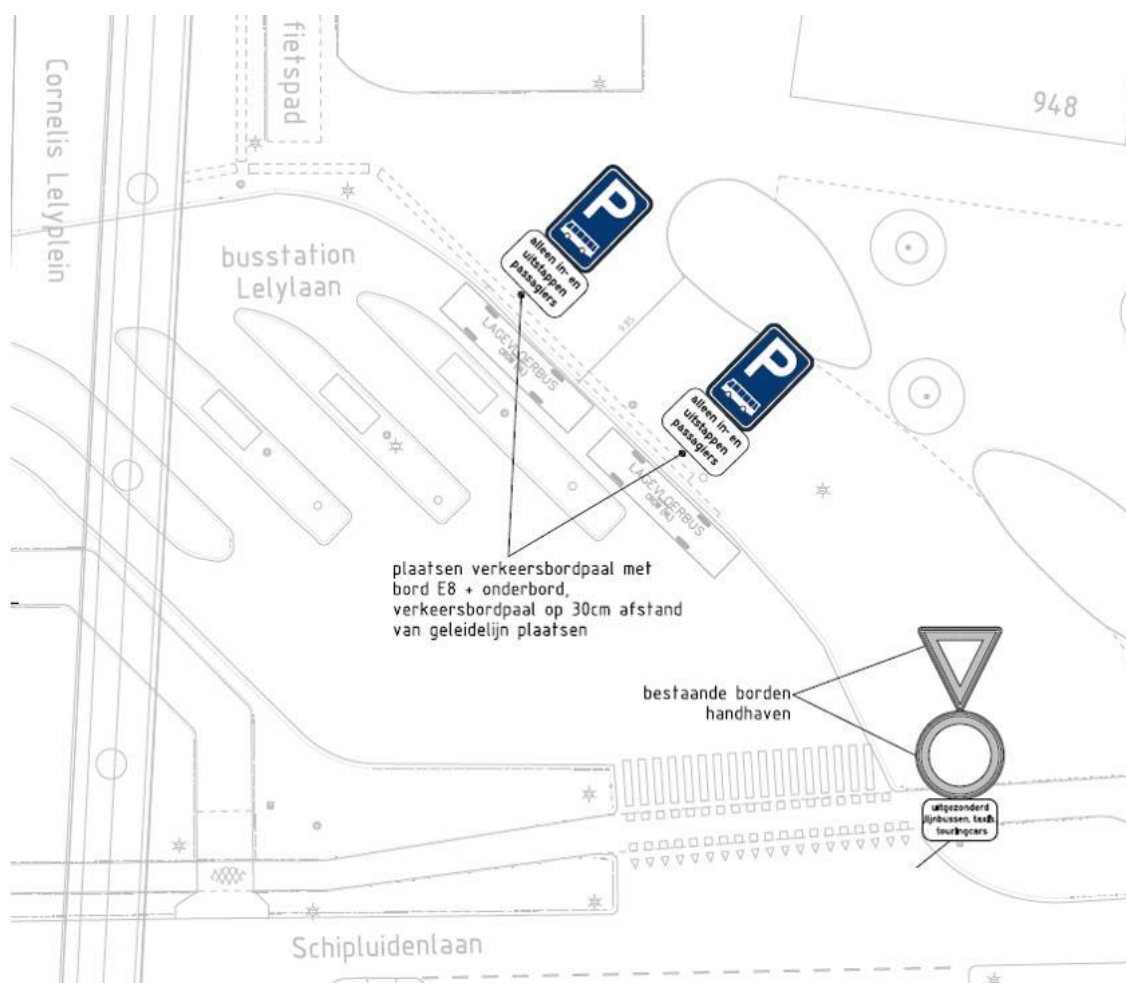 Cornelis Lelyplein
fietspad
948
busstation
Lelylaan
P
alleen in- en
uitstappen
passagiers
LAGEVLOERBUS
9.85
P
alleen in- en
uitstappen
passagiers
LAGEVLOERBUS
plaatsen verkeersbordpaal met
bord E8 + onderbord,
verkeersbordpaal op 30cm afstand
van geleidelijn plaatsen
bestaande borden
handhaven
uitgezonderd
lijnbussen, taxi's,
touringcars
Schipluidenlaan